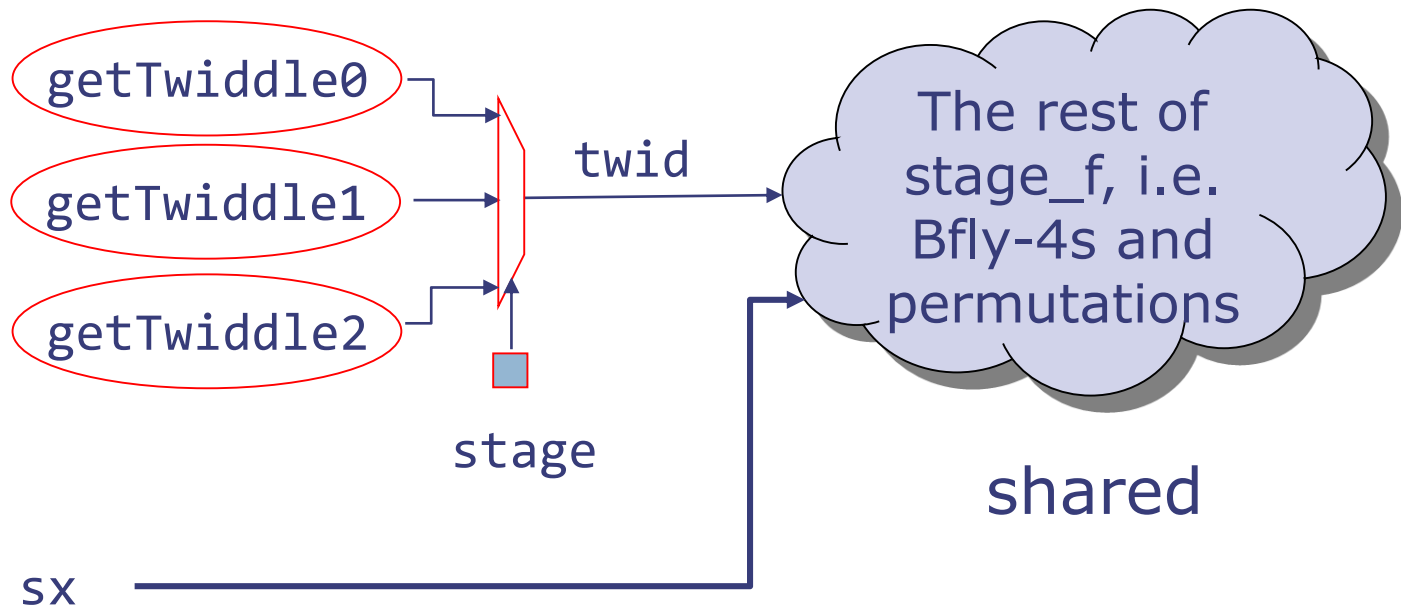 getTwiddle0
getTwiddle1
getTwiddle2
twid
stage
sx
The rest of
stage_f, i.e.
Bfly-4s and
permutations
shared